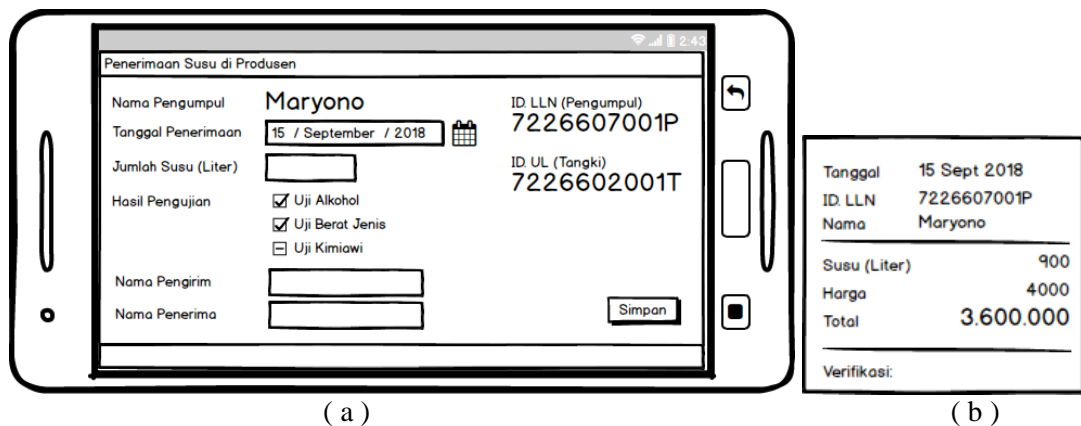 2:43
Penerimaan Susu di Produsen
Nama Pengumpul Maryono ID. LLN (Pengumpul)
7226607001P
Tanggal Penerimaan 15 / September / 2018
Jumlah Susu (Liter) ID. UL (Tangki)
7226602001T
Hasil Pengujian Uji Alkohol
Uji Berat Jenis
Uji Kimiawi
Nama Pengirim
Nama Penerima Simpan
( a )
Tanggal 15 Sept 2018
ID. LLN 7226607001P
Nama Maryono
Susu (Liter) 900
Harga 4000
Total 3.600.000
Verifikasi:
( b )